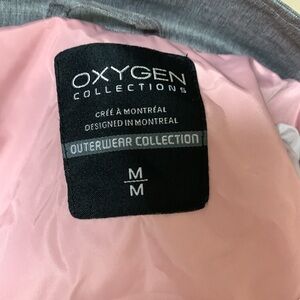 OXYGEN
COLLECTIONS
CRÉÉ À MONTRÉAL
DESIGNED IN MONTREAL
OUTERWEAR COLLECTION
M
M